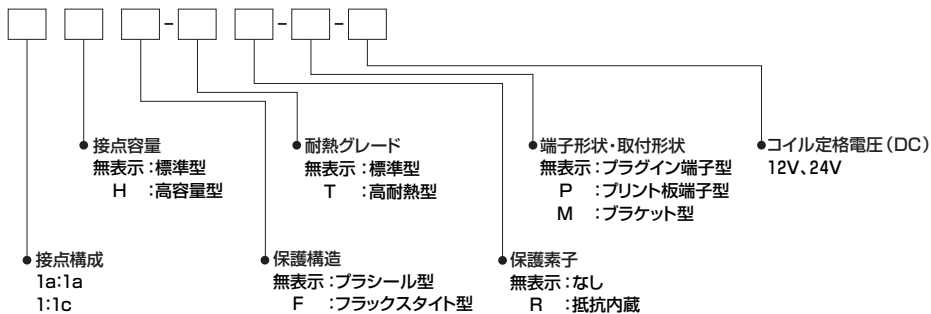 接点容量
無表示：標準型
H：高容量型
耐熱グレード
無表示：標準型
T：高耐熱型
端子形状・取付形状
無表示：プラグイン端子型
P：プリント板端子型
M：ブラケット型
コイル定格電圧（DC）
12V、24V
接点構成
1a:1a
1:1c
保護構造
無表示：プラシール型
F：フラックスタイト型
保護素子
無表示：なし
R：抵抗内蔵